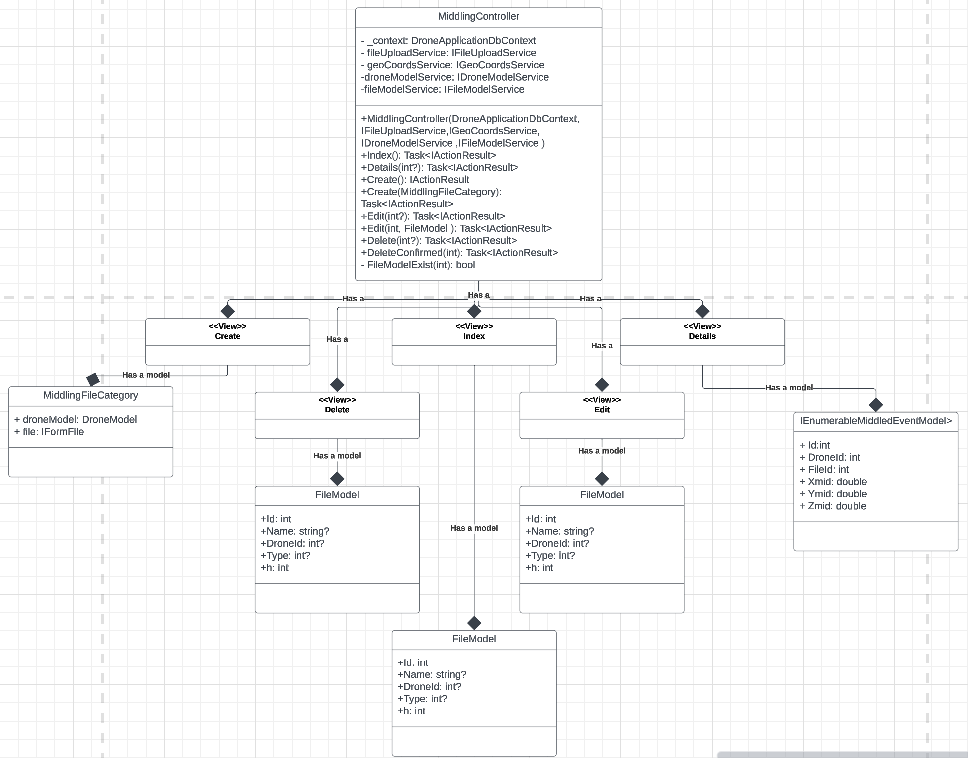 MiddlingController
- _context: DroneApplicationDbContext
- fileUploadService: IFileUploadService
- geoCoordsService: IGeoCoordsService
-droneModelService: IDroneModelService
-fileModelService: IFileModelService
+MiddlingController(DroneApplicationDbContext,
IFileUploadService,IGeoCoordsService,
IDroneModelService ,IFileModelService )
+Index(): Task<IActionResult>
+Details(int?): Task<IActionResult>
+Create(): IActionResult
+Create(MiddlingFileCategory):
Task<IActionResult>
+Edit(int?): Task<IActionResult>
+Edit(int, FileModel ): Task<IActionResult>
+Delete(int?): Task<IActionResult>
+DeleteConfirmed(int): Task<IActionResult>
- FileModelExist(int): bool
Has a
Has a
Has a
<<View>>
Create
<<View>>
Index
<<View>>
Details
Has a
Has a
Has a model
Has a model
MiddlingFileCategory
+ droneModel: DroneModel
+ file: IFormFile
<<View>>
Delete
<<View>>
Edit
IEnumerableMiddledEventModel>
+ Id:int
+ DroneId: int
+ FileId: int
+ Xmid: double
+ Ymid: double
+ Zmid: double
Has a model
Has a model
FileModel
+Id: int
+Name: string?
+DroneId: int?
+Type: int?
+h: int
FileModel
+Id: int
+Name: string?
+DroneId: int?
+Type: int?
+h: int
Has a model
FileModel
+Id: int
+Name: string?
+DroneId: int?
+Type: int?
+h: int